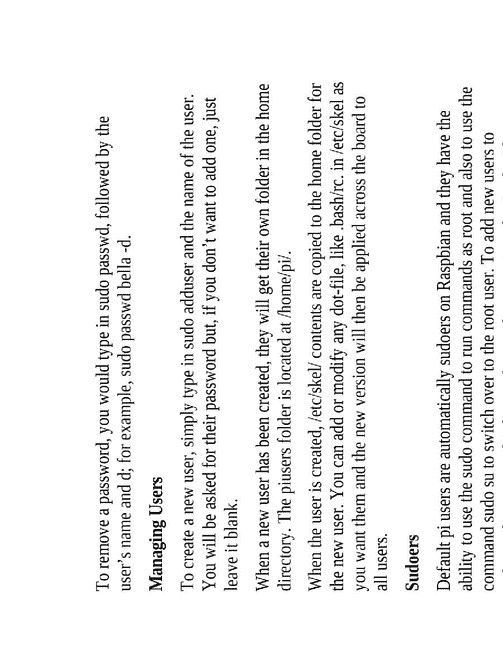 To remove a password, you would type in sudo passwd, followed by the
user's name and d; for example, sudo passwd bella -d.
Managing Users
To create a new user, simply type in sudo adduser and the name of the user.
You will be asked for their password but, if you don't want to add one, just
leave it blank.
When a new user has been created, they will get their own folder in the home
directory. The piusers folder is located at /home/pi/.
When the user is created, /etc/skel/ contents are copied to the home folder for
the new user. You can add or modify any dot-file, like .bash/rc. in /etc/skel as
you want them and the new version will then be applied across the board to
all users.
Sudoers
Default pi users are automatically sudoers on Raspbian and they have the
ability to use the sudo command to run commands as root and also to use the
command sudo su to switch over to the root user. To add new users to